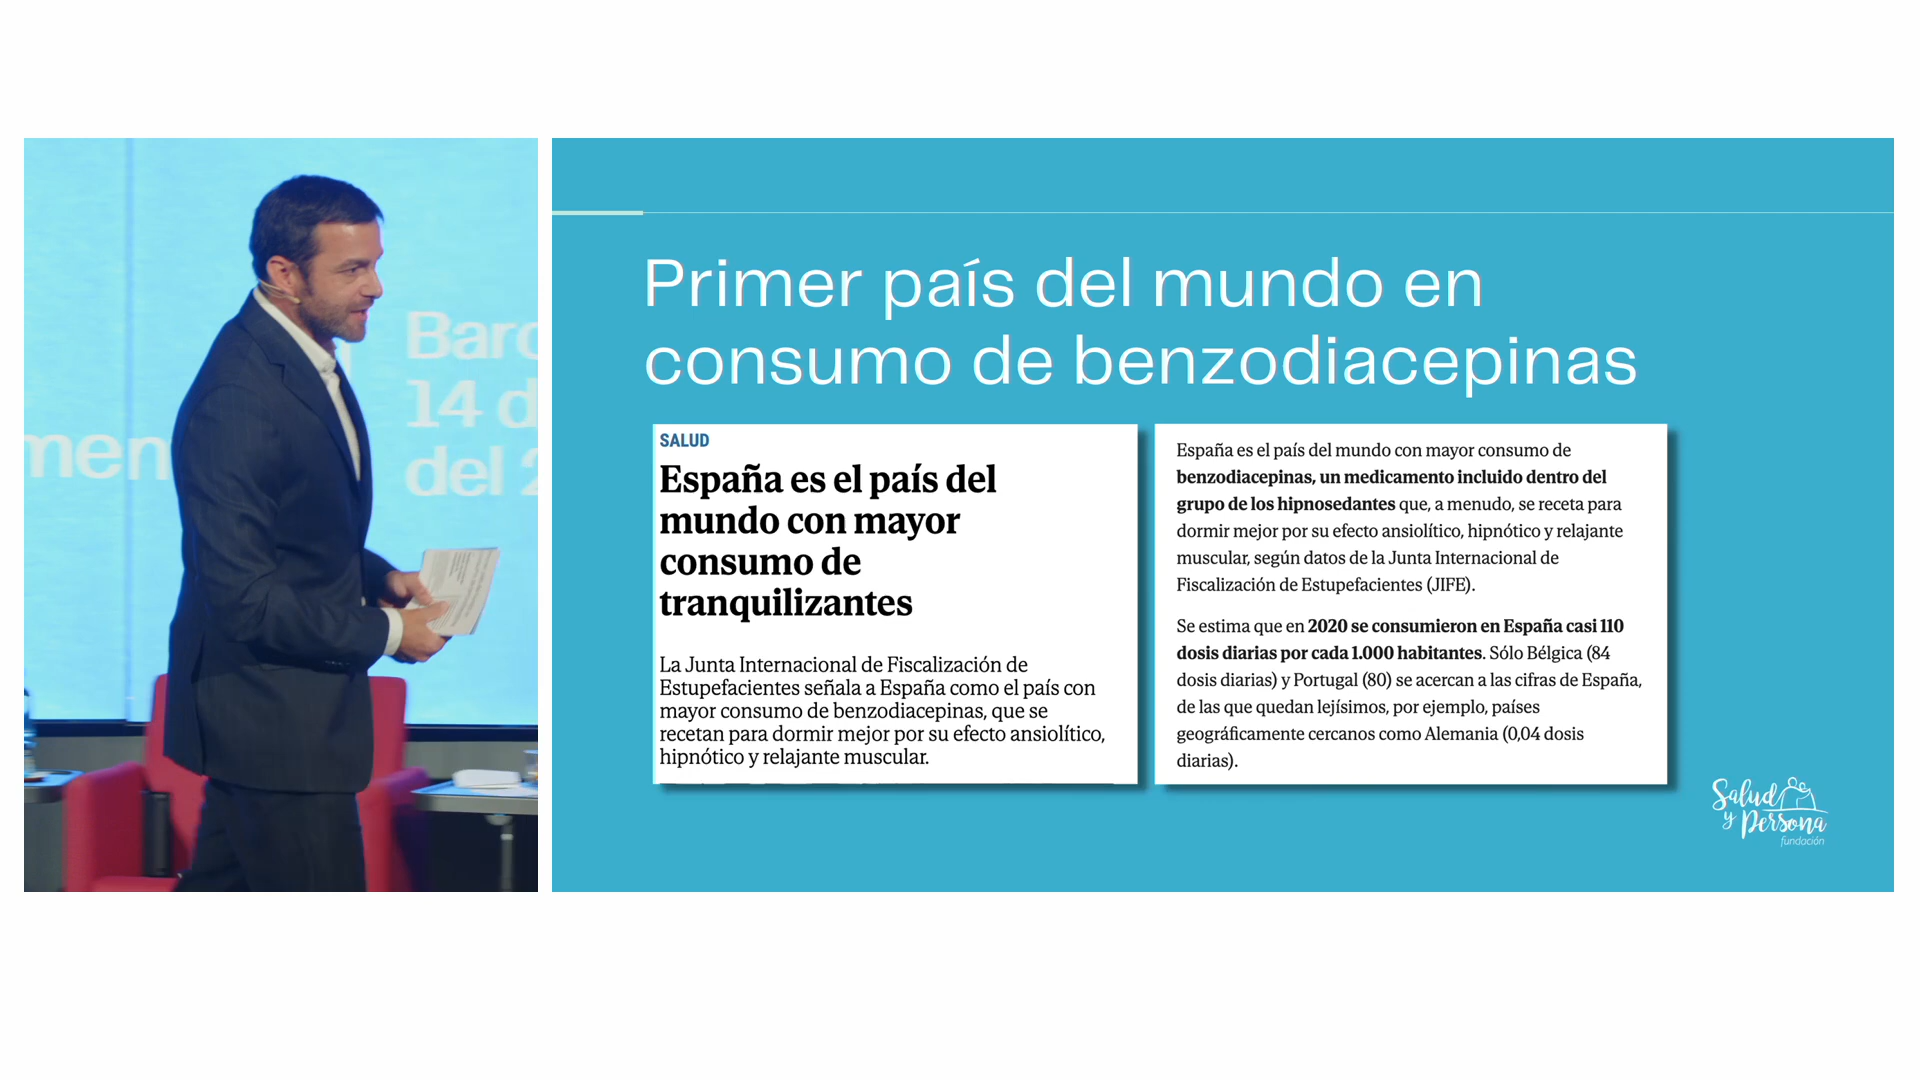 Barc
14 d
del 2
men
Primer país del mundo en
consumo de benzodiacepinas
SALUD
España es el país del
mundo con mayor
consumo de
tranquilizantes
La Junta Internacional de Fiscalización de
Estupefacientes señala a España como el país con
mayor consumo de benzodiacepinas, que se
recetan para dormir mejor por su efecto ansiolítico,
hipnótico y relajante muscular.
España es el país del mundo con mayor consumo de
benzodiacepinas, un medicamento incluido dentro del
grupo de los hipnosedantes que, a menudo, se receta para
dormir mejor por su efecto ansiolítico, hipnótico y relajante
muscular, según datos de la Junta Internacional de
Fiscalización de Estupefacientes (JIFE).
Se estima que en 2020 se consumieron en España casi 110
dosis diarias por cada 1.000 habitantes. Sólo Bélgica (84
dosis diarias) y Portugal (80) se acercan a las cifras de España,
de las que quedan lejísimos, por ejemplo, países
geográficamente cercanos como Alemania (0,04 dosis
diarias).
Salud
y Persona
fundación